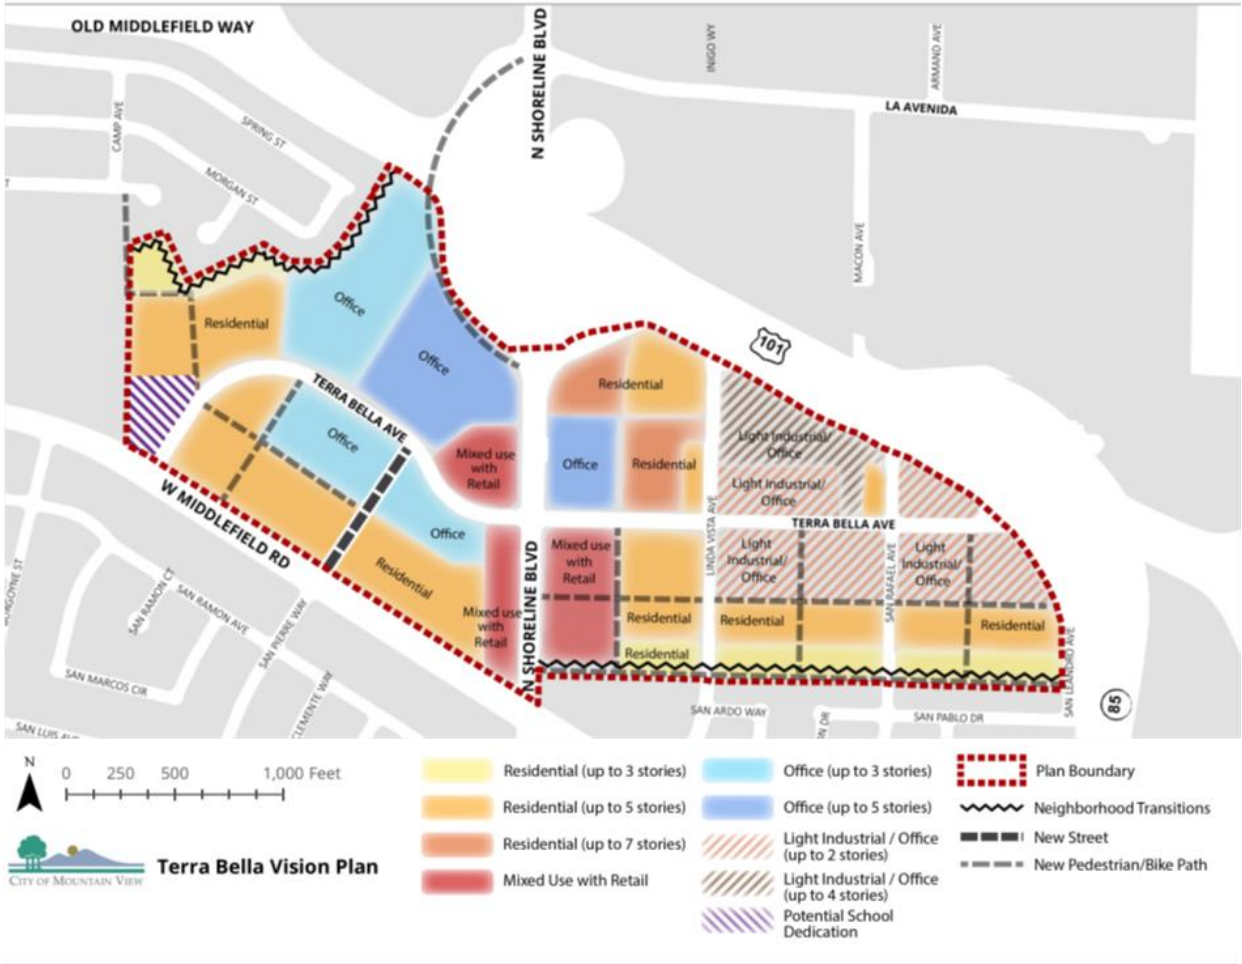 OLD MIDDLEFIELD WAY
N SHORELINE BLVD
INIGO WY
ARMAND AVE
LA AVENIDA
CAMP AVE
SPRING ST
MORGAN ST
MACON AVE
101
Office
Residential
Office
TERRA BELLA AVE
Residential
Office
Mixed use
with
Retail
Office
Residential
Light Industrial/
Office
Light Industrial/
Office
TERRA BELLA AVE
LINDA VISTA AVE
W MIDDLEFIELD RD
Office
Residential
Mixed use
with
Retail
N SHORELINE BLVD
Mixed use
with
Retail
Light
Industrial/
Office
SAN RAFAEL AVE
Light
Industrial/
Office
Residential
Residential
Residential
Residential
SAN RAMON CT
SAN RAMON AVE
SAN PIERRE WAY
SAN MARCOS CIR
CLEMENTE WAY
SAN ARDO WAY
SAN PABLO DR
SAN LEANDRO AVE
85
N
0 250 500 1,000 Feet
CITY OF MOUNTAIN VIEW
Terra Bella Vision Plan
Residential (up to 3 stories)
Residential (up to 5 stories)
Residential (up to 7 stories)
Mixed Use with Retail
Office (up to 3 stories)
Office (up to 5 stories)
Light Industrial / Office
(up to 2 stories)
Light Industrial / Office
(up to 4 stories)
Potential School
Dedication
Plan Boundary
Neighborhood Transitions
New Street
New Pedestrian/Bike Path